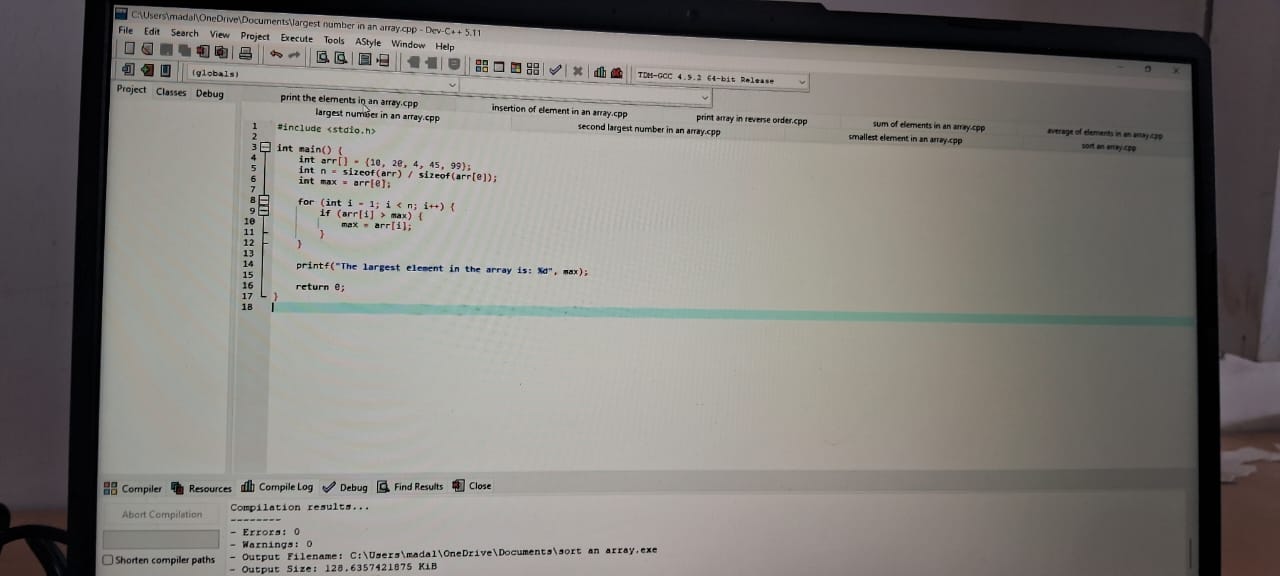 C:\Users\madal\OneDrive\Documents\largest number in an array.cpp - Dev-C++ 5.11
File Edit Search View Project Execute Tools AStyle Window Help
TDM-GCC 4.9.2 64-bit Release
(globals)
Project Classes Debug
print the elements in an array.cpp insertion of element in an array.cpp print array in reverse order.cpp sum of elements in an array.cpp average of elements in an array.cpp
largest number in an array.cpp second largest number in an array.cpp smallest element in an array.cpp sort an array.cpp
1 #include <stdio.h>
2
3 int main() {
4 int arr[] = {10, 20, 4, 45, 99};
5 int n = sizeof(arr) / sizeof(arr[0]);
6 int max = arr[0];
7
8 for (int i = 1; i < n; i++) {
9 if (arr[i] > max) {
10 max = arr[i];
11 }
12 }
13
14 printf("The largest element in the array is: %d", max);
15
16 return 0;
17 }
18
Compiler Resources Compile Log Debug Find Results Close
Abort Compilation
Shorten compiler paths
Compilation results...
--------
- Errors: 0
- Warnings: 0
- Output Filename: C:\Users\madal\OneDrive\Documents\sort an array.exe
- Output Size: 128.6357421875 KiB